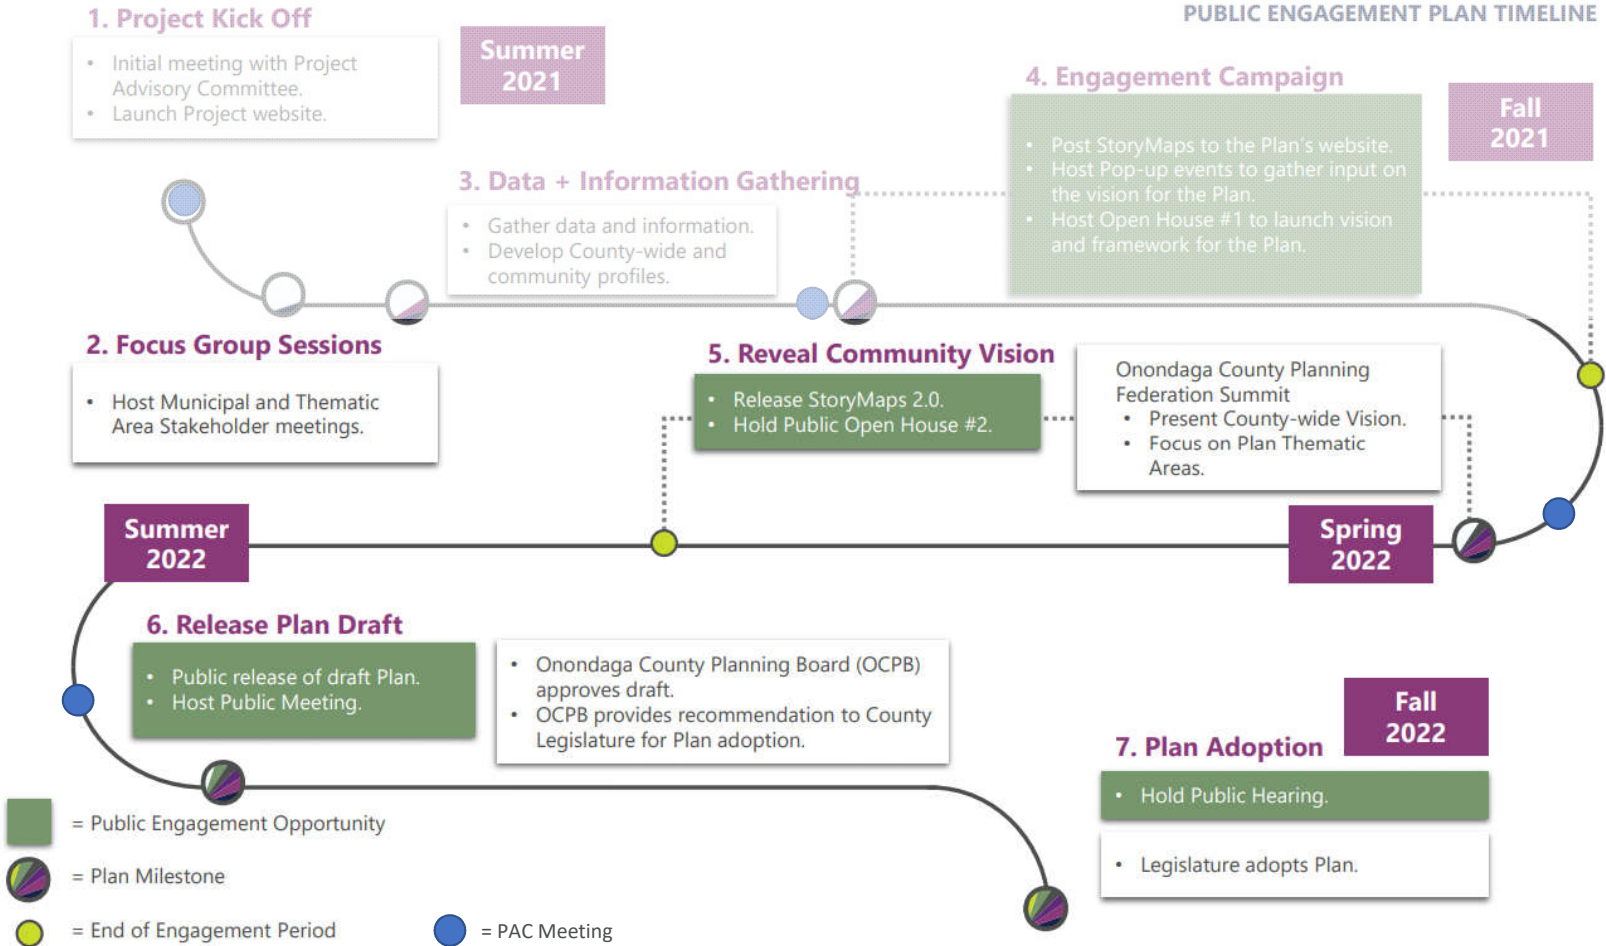 PUBLIC ENGAGEMENT PLAN TIMELINE
1. Project Kick Off
• Initial meeting with Project
Advisory Committee.
• Launch Project website.
Summer
2021
4. Engagement Campaign
• Post StoryMaps to the Plan's website.
• Host Pop-up events to gather input on
the vision for the Plan.
• Host Open House #1 to launch vision
and framework for the Plan.
Fall
2021
3. Data + Information Gathering
• Gather data and information.
• Develop County-wide and
community profiles.
2. Focus Group Sessions
• Host Municipal and Thematic
Area Stakeholder meetings.
5. Reveal Community Vision
• Release StoryMaps 2.0.
• Hold Public Open House #2.
Onondaga County Planning
Federation Summit
• Present County-wide Vision.
• Focus on Plan Thematic
Areas.
Summer
2022
Spring
2022
6. Release Plan Draft
• Public release of draft Plan.
• Host Public Meeting.
• Onondaga County Planning Board (OCPB)
approves draft.
• OCPB provides recommendation to County
Legislature for Plan adoption.
Fall
2022
7. Plan Adoption
• Hold Public Hearing.
• Legislature adopts Plan.
= Public Engagement Opportunity
= Plan Milestone
= End of Engagement Period
= PAC Meeting